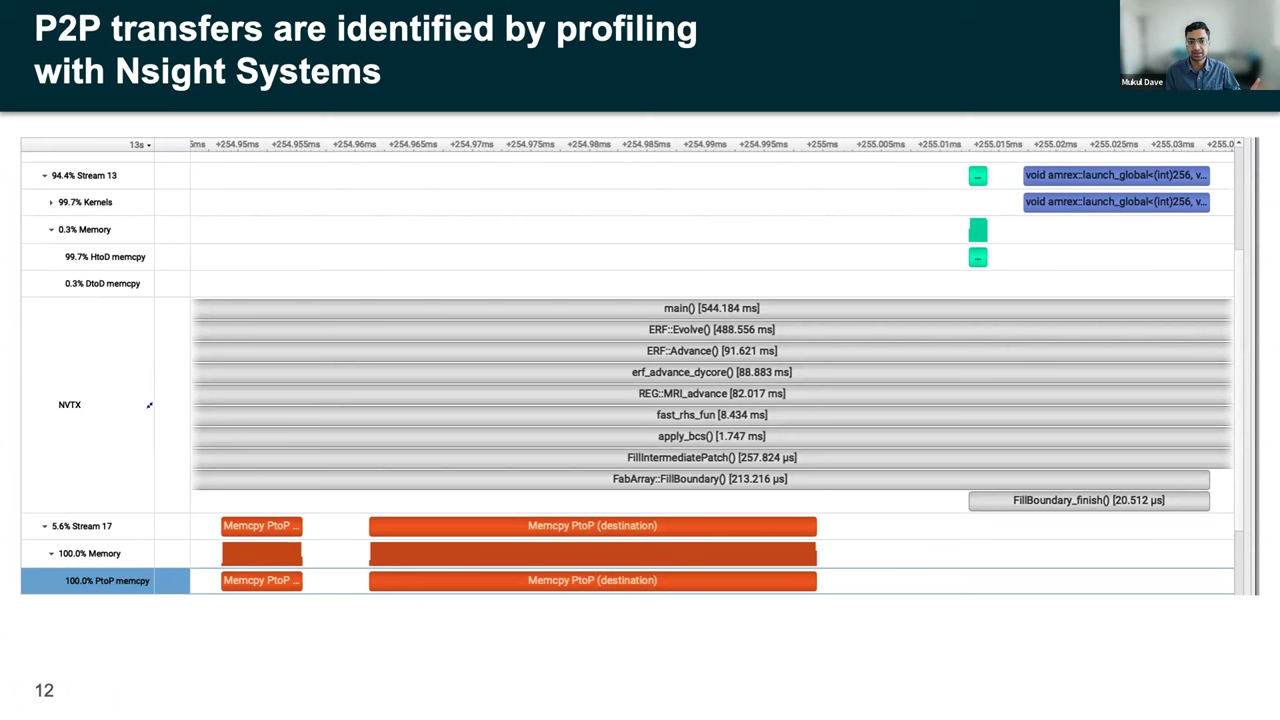 P2P transfers are identified by profiling
with Nsight Systems
Mukul Dave
13s
5ms +254.95ms +254.955ms +254.96ms +254.965ms +254.97ms +254.975ms +254.98ms +254.985ms +254.99ms +254.995ms +255ms +255.005ms +255.01ms +255.015ms +255.02ms +255.025ms +255.03ms +255.0
94.4% Stream 13
... void amrex::launch_global<(int)256, v...
99.7% Kernels
void amrex::launch_global<(int)256, v...
0.3% Memory
99.7% HtoD memcpy
...
0.3% DtoD memcpy
NVTX
main() [544.184 ms]
ERF::Evolve() [488.556 ms]
ERF::Advance() [91.621 ms]
erf_advance_dycore() [88.883 ms]
REG::MRI_advance [82.017 ms]
fast_rhs_fun [8.434 ms]
apply_bcs() [1.747 ms]
FillIntermediatePatch() [257.824 µs]
FabArray::FillBoundary() [213.216 µs]
FillBoundary_finish() [20.512 µs]
5.6% Stream 17
Memcpy PtoP ... Memcpy PtoP (destination)
100.0% Memory
100.0% PtoP memcpy
Memcpy PtoP ... Memcpy PtoP (destination)
12